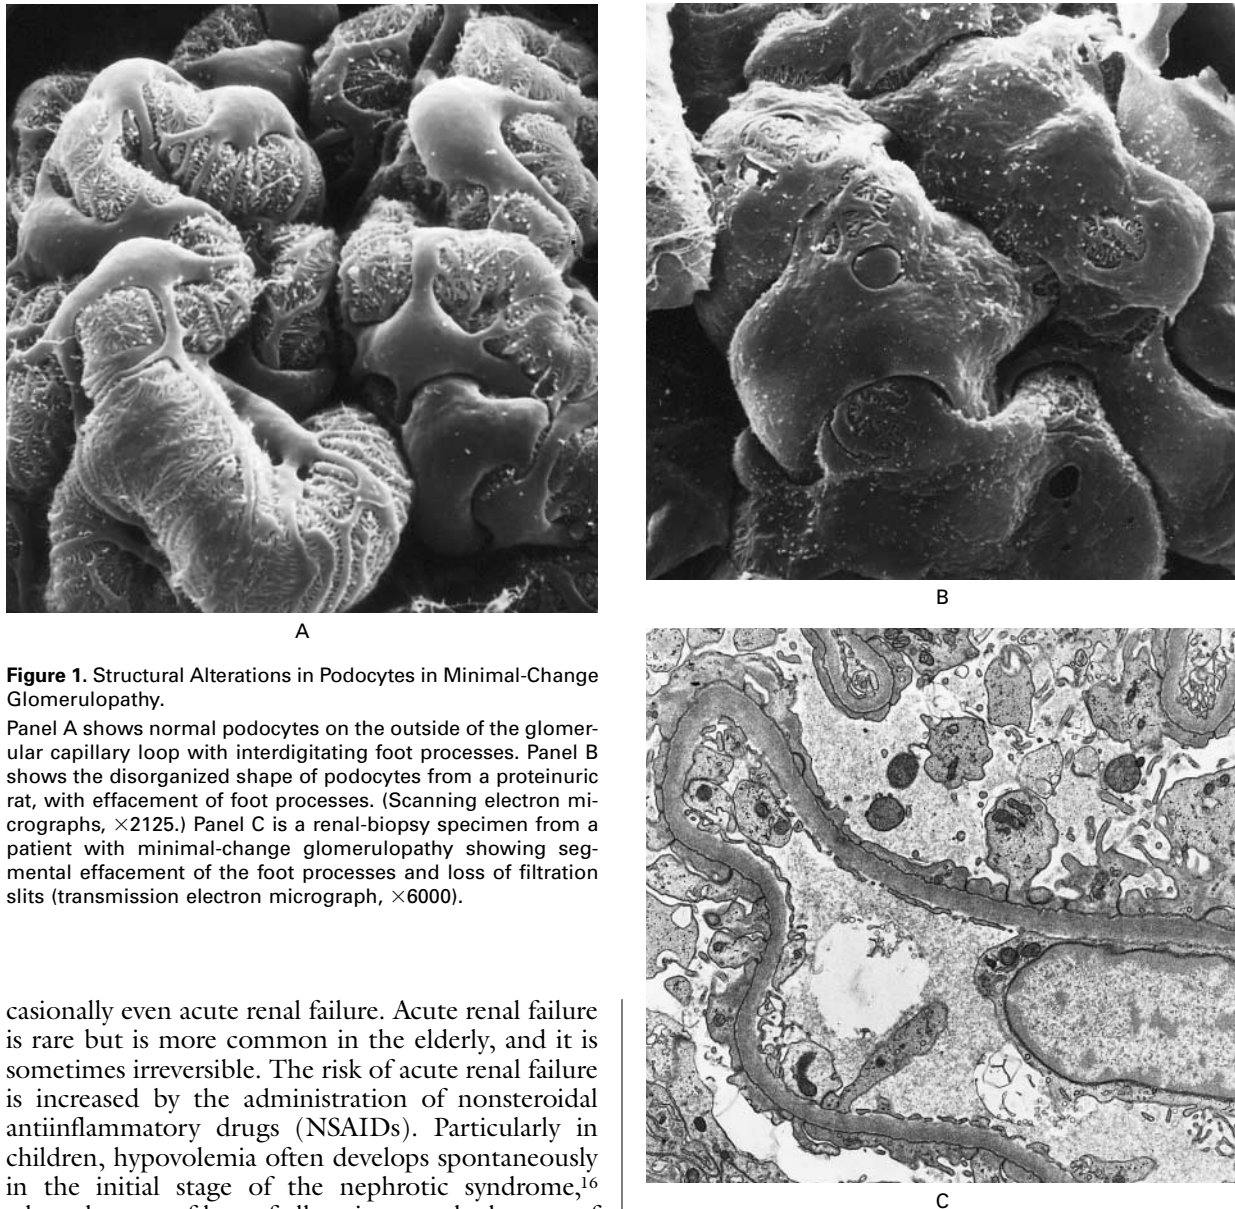 A
B
Figure 1. Structural Alterations in Podocytes in Minimal-Change
Glomerulopathy.
Panel A shows normal podocytes on the outside of the glomer-
ular capillary loop with interdigitating foot processes. Panel B
shows the disorganized shape of podocytes from a proteinuric
rat, with effacement of foot processes. (Scanning electron mi-
crographs, ×2125.) Panel C is a renal-biopsy specimen from a
patient with minimal-change glomerulopathy showing seg-
mental effacement of the foot processes and loss of filtration
slits (transmission electron micrograph, ×6000).
casionally even acute renal failure. Acute renal failure
is rare but is more common in the elderly, and it is
sometimes irreversible. The risk of acute renal failure
is increased by the administration of nonsteroidal
antiinflammatory drugs (NSAIDs). Particularly in
children, hypovolemia often develops spontaneously
in the initial stage of the nephrotic syndrome,16
C